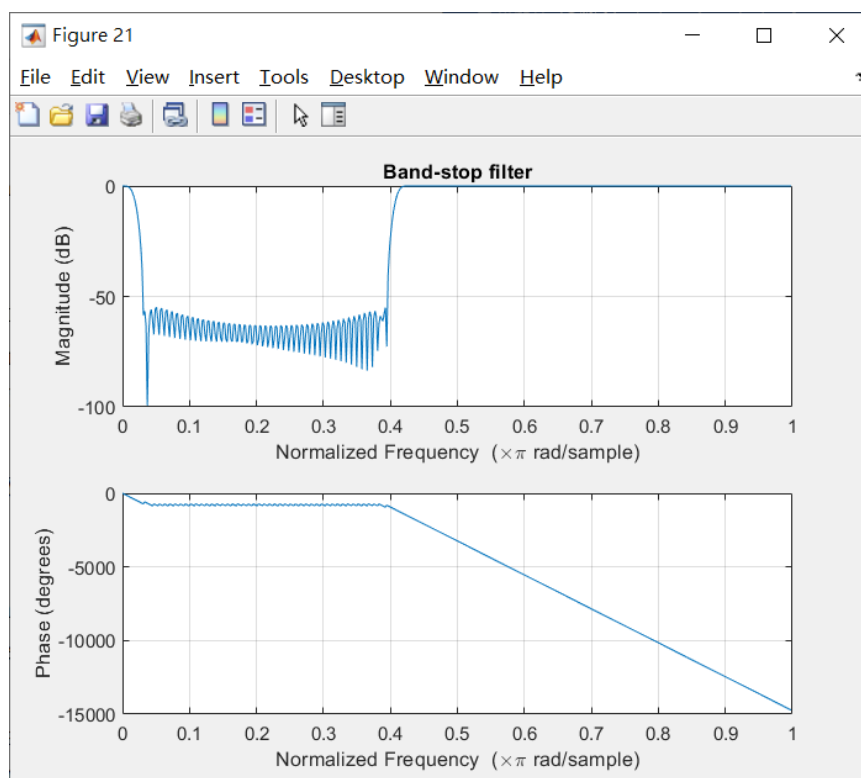 Figure 21
File Edit View Insert Tools Desktop Window Help
Band-stop filter
0
-50
-100
Magnitude (dB)
0 0.1 0.2 0.3 0.4 0.5 0.6 0.7 0.8 0.9 1
Normalized Frequency (×π rad/sample)
0
-5000
-10000
-15000
Phase (degrees)
0 0.1 0.2 0.3 0.4 0.5 0.6 0.7 0.8 0.9 1
Normalized Frequency (×π rad/sample)